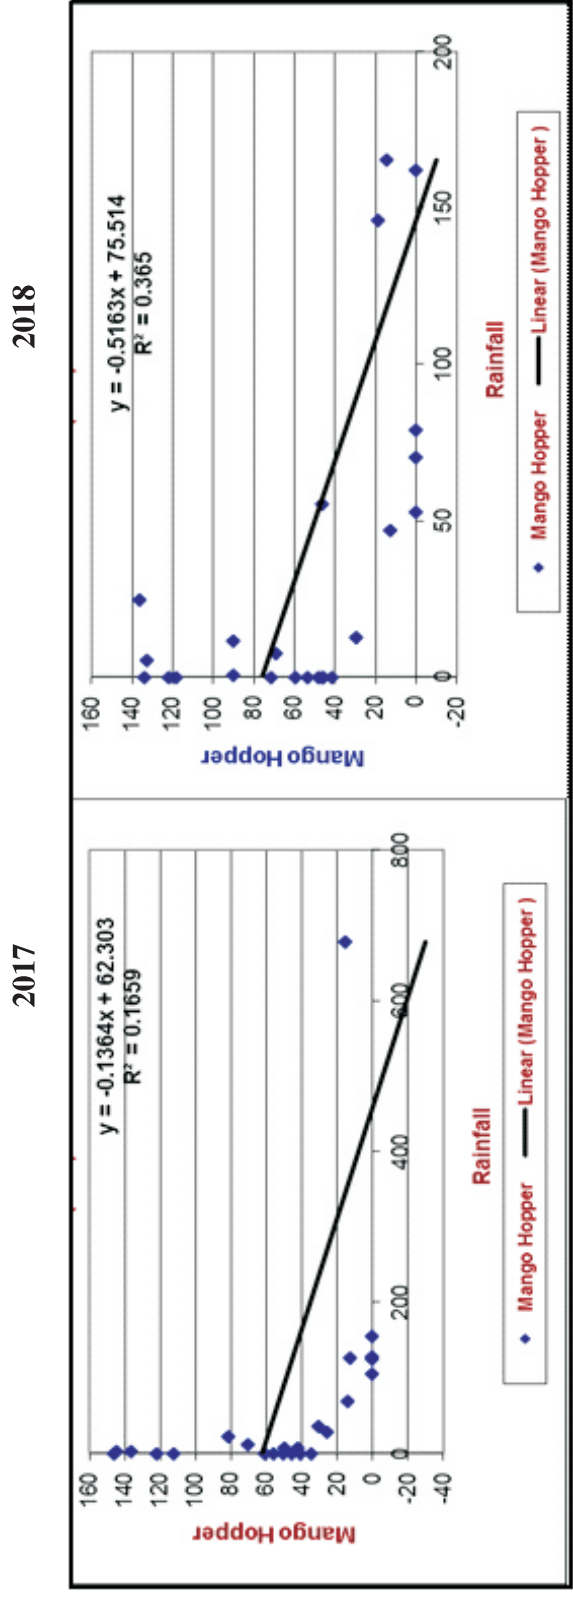 2017
y = -0.1364x + 62.303
R² = 0.1659
160
140
120
100
80
60
40
20
0
-20
-40
0
200
400
600
800
Mango Hopper
Rainfall
Mango Hopper
Linear (Mango Hopper )
2018
y = -0.5163x + 75.514
R² = 0.365
160
140
120
100
80
60
40
20
0
-20
0
50
100
150
200
Mango Hopper
Rainfall
Mango Hopper
Linear (Mango Hopper )